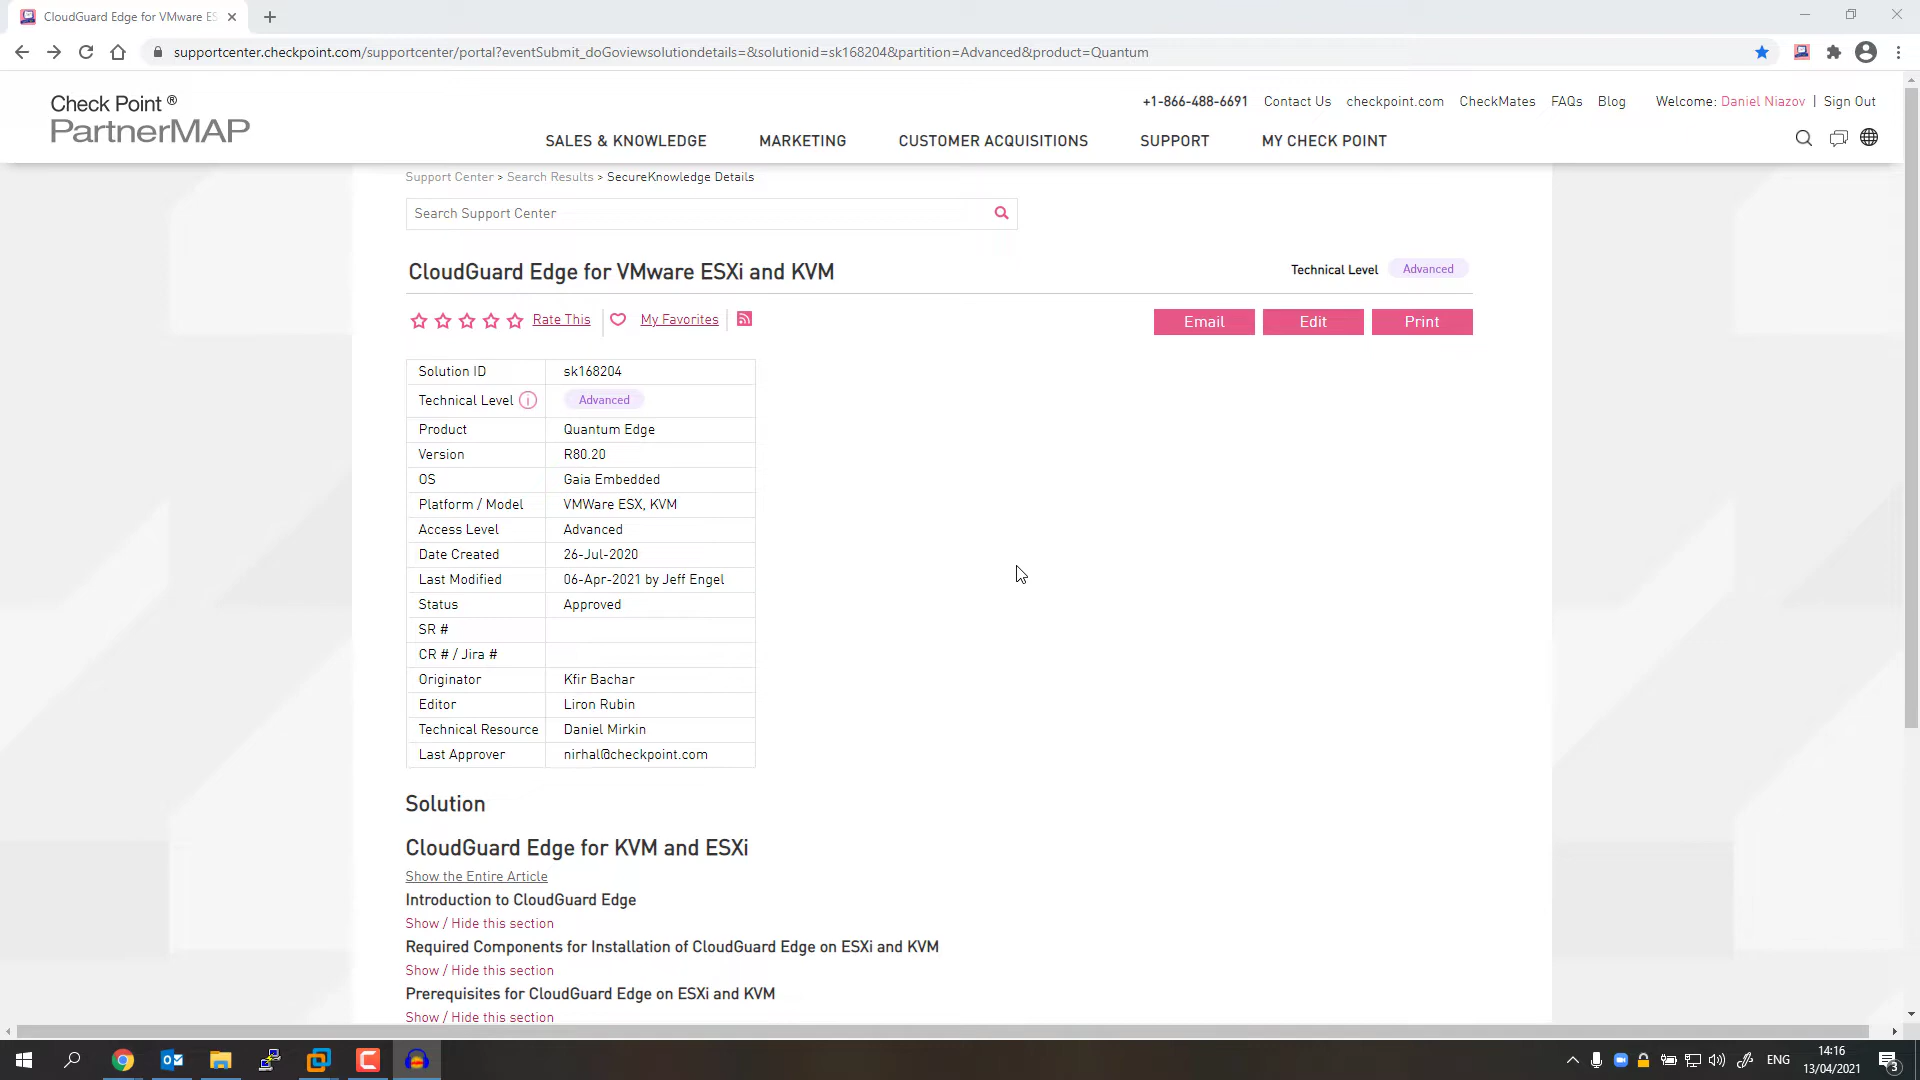 CloudGuard Edge for VMware ES
supportcenter.checkpoint.com/supportcenter/portal?eventSubmit_doGoviewsolutiondetails=&solutionid=sk168204&partition=Advanced&product=Quantum
Check Point ®
PartnerMAP
+1-866-488-6691 Contact Us checkpoint.com CheckMates FAQs Blog Welcome: Daniel Niazov | Sign Out
SALES & KNOWLEDGE MARKETING CUSTOMER ACQUISITIONS SUPPORT MY CHECK POINT
Support Center > Search Results > SecureKnowledge Details
Search Support Center
CloudGuard Edge for VMware ESXi and KVM
Technical Level Advanced
Rate This My Favorites
Email Edit Print
Solution ID sk168204
Technical Level i Advanced
Product Quantum Edge
Version R80.20
OS Gaia Embedded
Platform / Model VMWare ESX, KVM
Access Level Advanced
Date Created 26-Jul-2020
Last Modified 06-Apr-2021 by Jeff Engel
Status Approved
SR #
CR # / Jira #
Originator Kfir Bachar
Editor Liron Rubin
Technical Resource Daniel Mirkin
Last Approver nirhal@checkpoint.com
Solution
CloudGuard Edge for KVM and ESXi
Show the Entire Article
Introduction to CloudGuard Edge
Show / Hide this section
Required Components for Installation of CloudGuard Edge on ESXi and KVM
Show / Hide this section
Prerequisites for CloudGuard Edge on ESXi and KVM
Show / Hide this section
ENG
14:16
13/04/2021
3